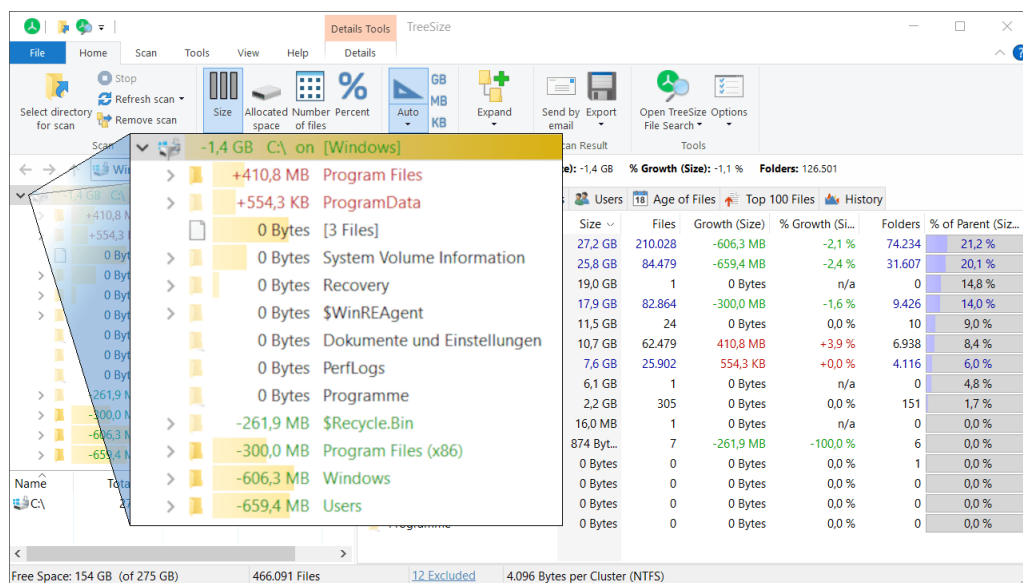 Details Tools TreeSize
File Home Scan Tools View Help Details
Select directory for scan
Stop
Refresh scan
Remove scan
Size
Allocated space
Number of files
Percent
Auto
GB
MB
KB
Expand
Send by email
Export
Open TreeSize File Search
Options
Tools
-1,4 GB % Growth (Size): -1,1 % Folders: 126.501
Users Age of Files Top 100 Files History
-1,4 GB C:\ on [Windows]
+410,8 MB Program Files
+554,3 KB ProgramData
0 Bytes [3 Files]
0 Bytes System Volume Information
0 Bytes Recovery
0 Bytes $WinREAgent
0 Bytes Dokumente und Einstellungen
0 Bytes PerfLogs
0 Bytes Programme
-261,9 MB $Recycle.Bin
-300,0 MB Program Files (x86)
-606,3 MB Windows
-659,4 MB Users
Size Files Growth (Size) % Growth (Si... Folders % of Parent (Siz...
27,2 GB 210.028 -606,3 MB -2,1 % 74.234 21,2 %
25,8 GB 84.479 -659,4 MB -2,4 % 31.607 20,1 %
19,0 GB 1 0 Bytes n/a 0 14,8 %
17,9 GB 82.864 -300,0 MB -1,6 % 9.426 14,0 %
11,5 GB 24 0 Bytes 0,0 % 10 9,0 %
10,7 GB 62.479 410,8 MB +3,9 % 6.938 8,4 %
7,6 GB 25.902 554,3 KB +0,0 % 4.116 6,0 %
6,1 GB 1 0 Bytes n/a 0 4,8 %
2,2 GB 305 0 Bytes 0,0 % 151 1,7 %
16,0 MB 1 0 Bytes n/a 0 0,0 %
874 Byt... 7 -261,9 MB -100,0 % 6 0,0 %
0 Bytes 0 0 Bytes 0,0 % 1 0,0 %
0 Bytes 0 0 Bytes 0,0 % 0 0,0 %
0 Bytes 0 0 Bytes 0,0 % 0 0,0 %
0 Bytes 0 0 Bytes 0,0 % 0 0,0 %
Name
C:\
Free Space: 154 GB (of 275 GB) 466.091 Files 12 Excluded 4.096 Bytes per Cluster (NTFS)